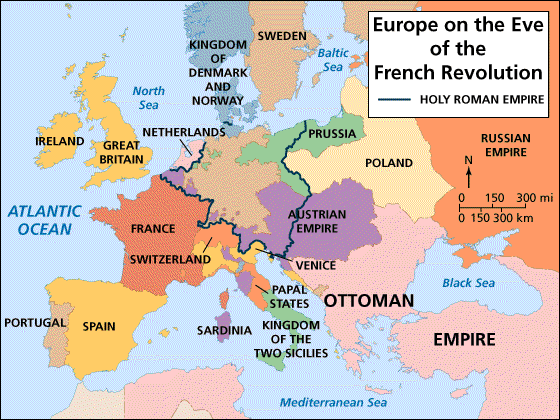 Europe on the Eve
of the
French Revolution
HOLY ROMAN EMPIRE
SWEDEN
KINGDOM
OF
DENMARK
AND
NORWAY
Baltic
Sea
North
Sea
NETHERLANDS
PRUSSIA
RUSSIAN
EMPIRE
IRELAND
GREAT
BRITAIN
POLAND
N
0 150 300 mi
0 150 300 km
ATLANTIC
OCEAN
FRANCE
AUSTRIAN
EMPIRE
SWITZERLAND
VENICE
Black Sea
PAPAL
STATES
OTTOMAN
EMPIRE
PORTUGAL
SPAIN
SARDINIA
KINGDOM
OF THE
TWO SICILIES
Mediterranean Sea